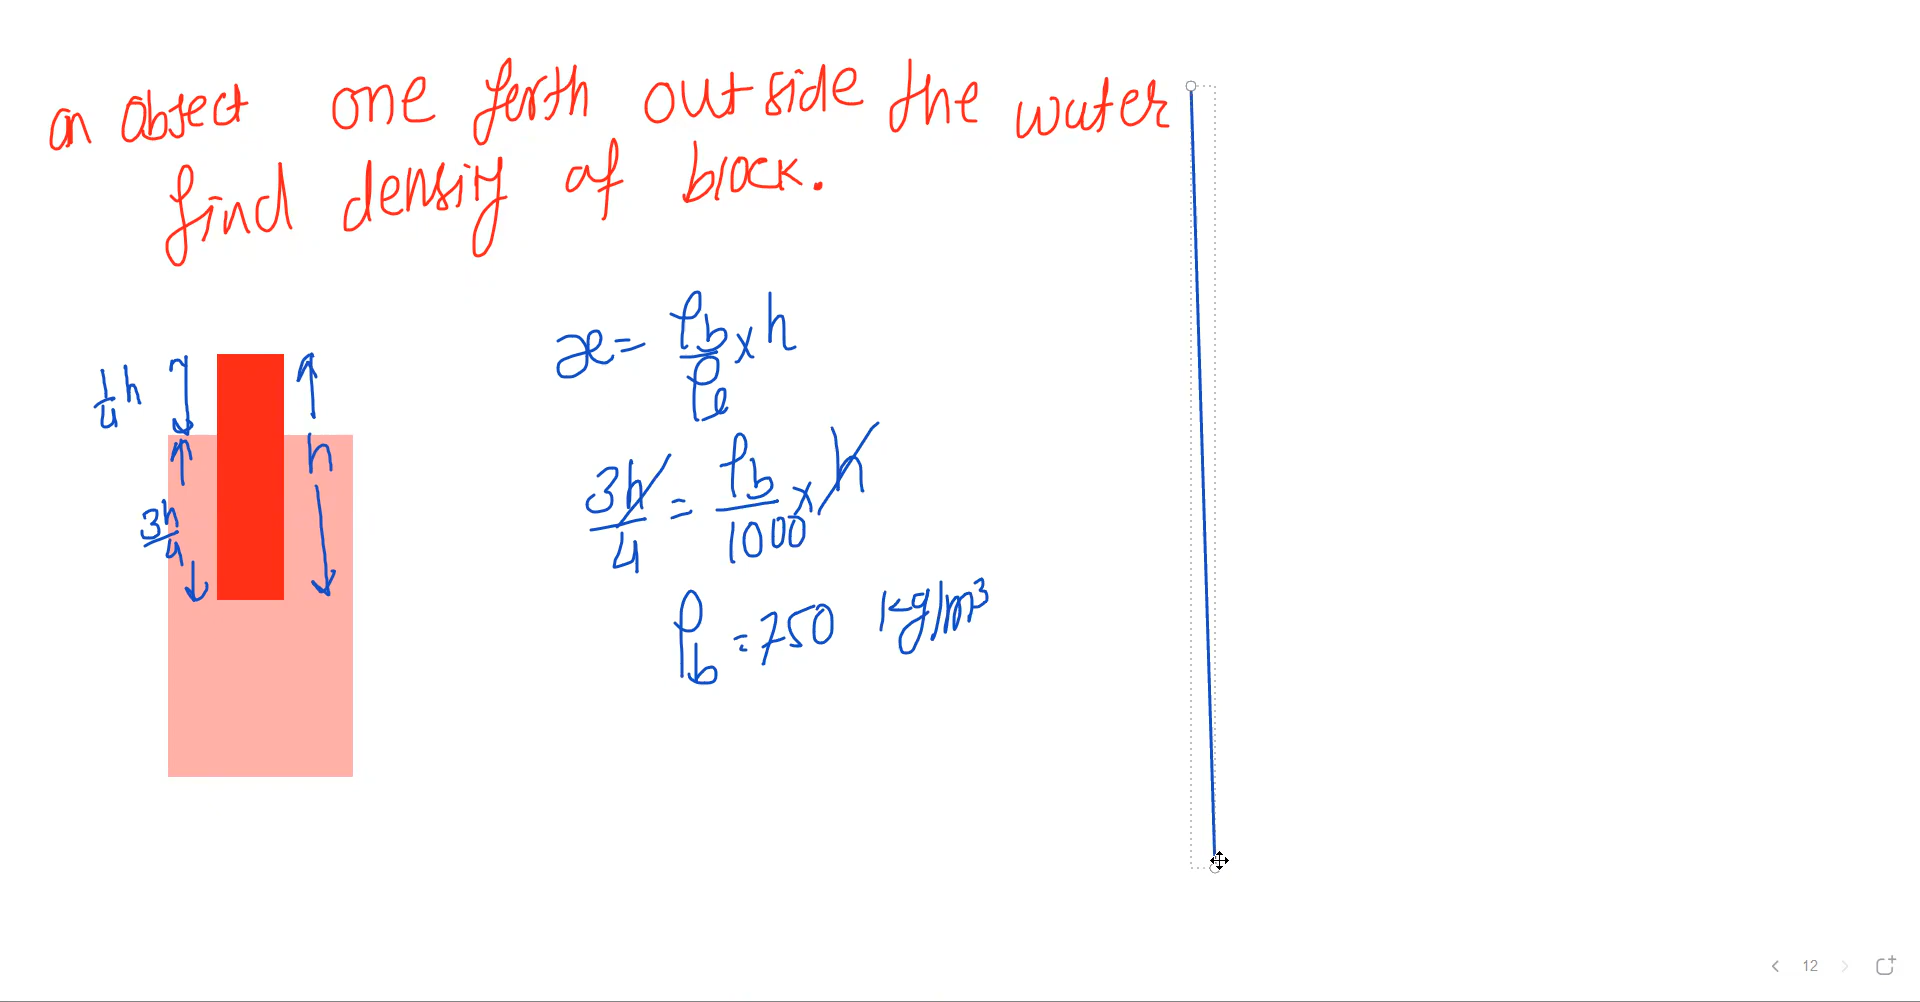 an object one forth outside the water
find density of block.
x = ρb/ρl × h
1/4 h
h
3h/4
3h/4 = ρb/1000 × h
ρb = 750 kg/m³
12